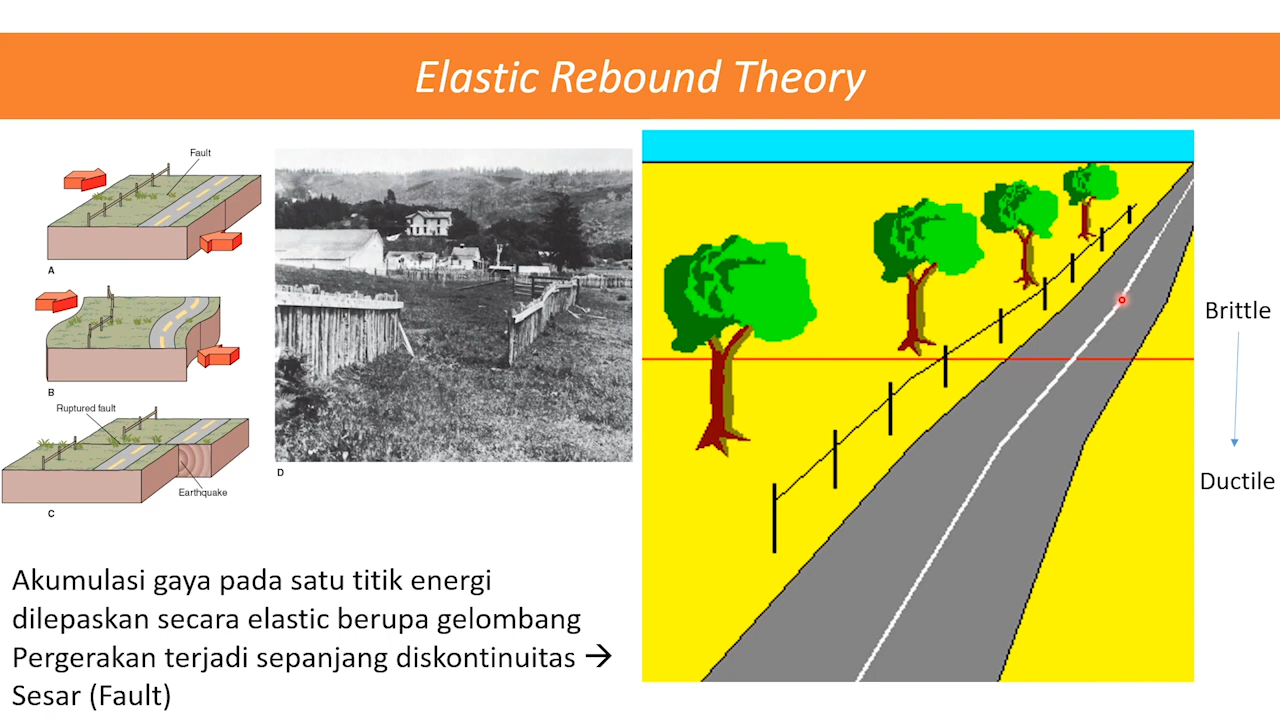 Elastic Rebound Theory
Fault
A
B
Ruptured fault
Earthquake
C
D
Brittle
Ductile
Akumulasi gaya pada satu titik energi
dilepaskan secara elastic berupa gelombang
Pergerakan terjadi sepanjang diskontinuitas →
Sesar (Fault)